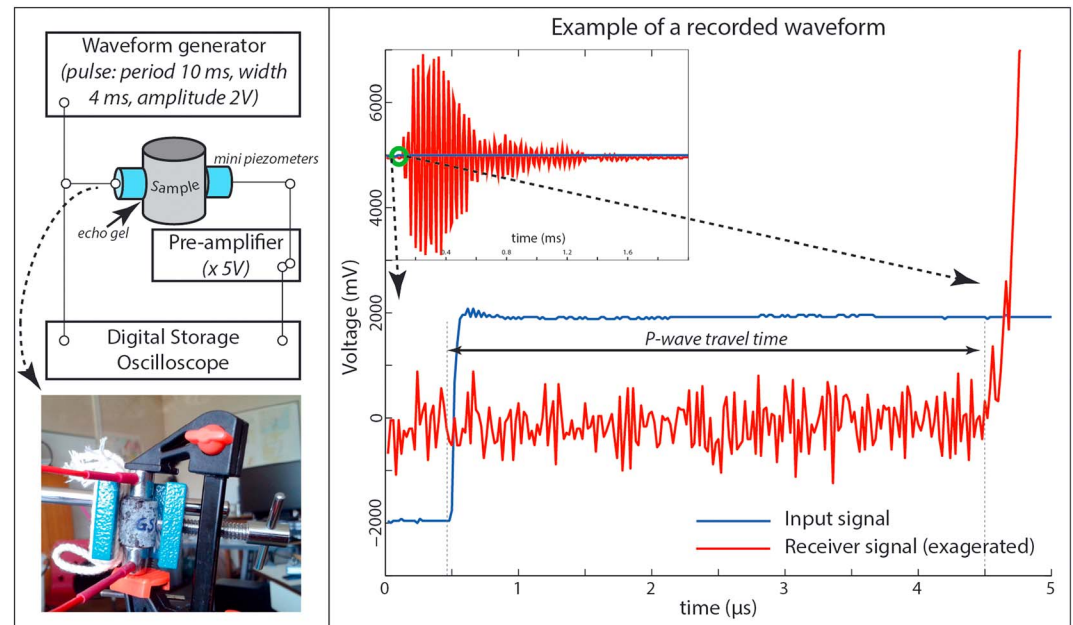 Waveform generator
(pulse: period 10 ms, width
4 ms, amplitude 2V)
mini piezometers
Sample
echo gel
Pre-amplifier
(x 5V)
Digital Storage
Oscilloscope
GS
Example of a recorded waveform
Voltage (mV)
6000
4000
2000
0
−2000
time (ms)
0.4 0.8 1.2 1.6
P-wave travel time
Input signal
Receiver signal (exagerated)
0 1 2 3 4 5
time (µs)